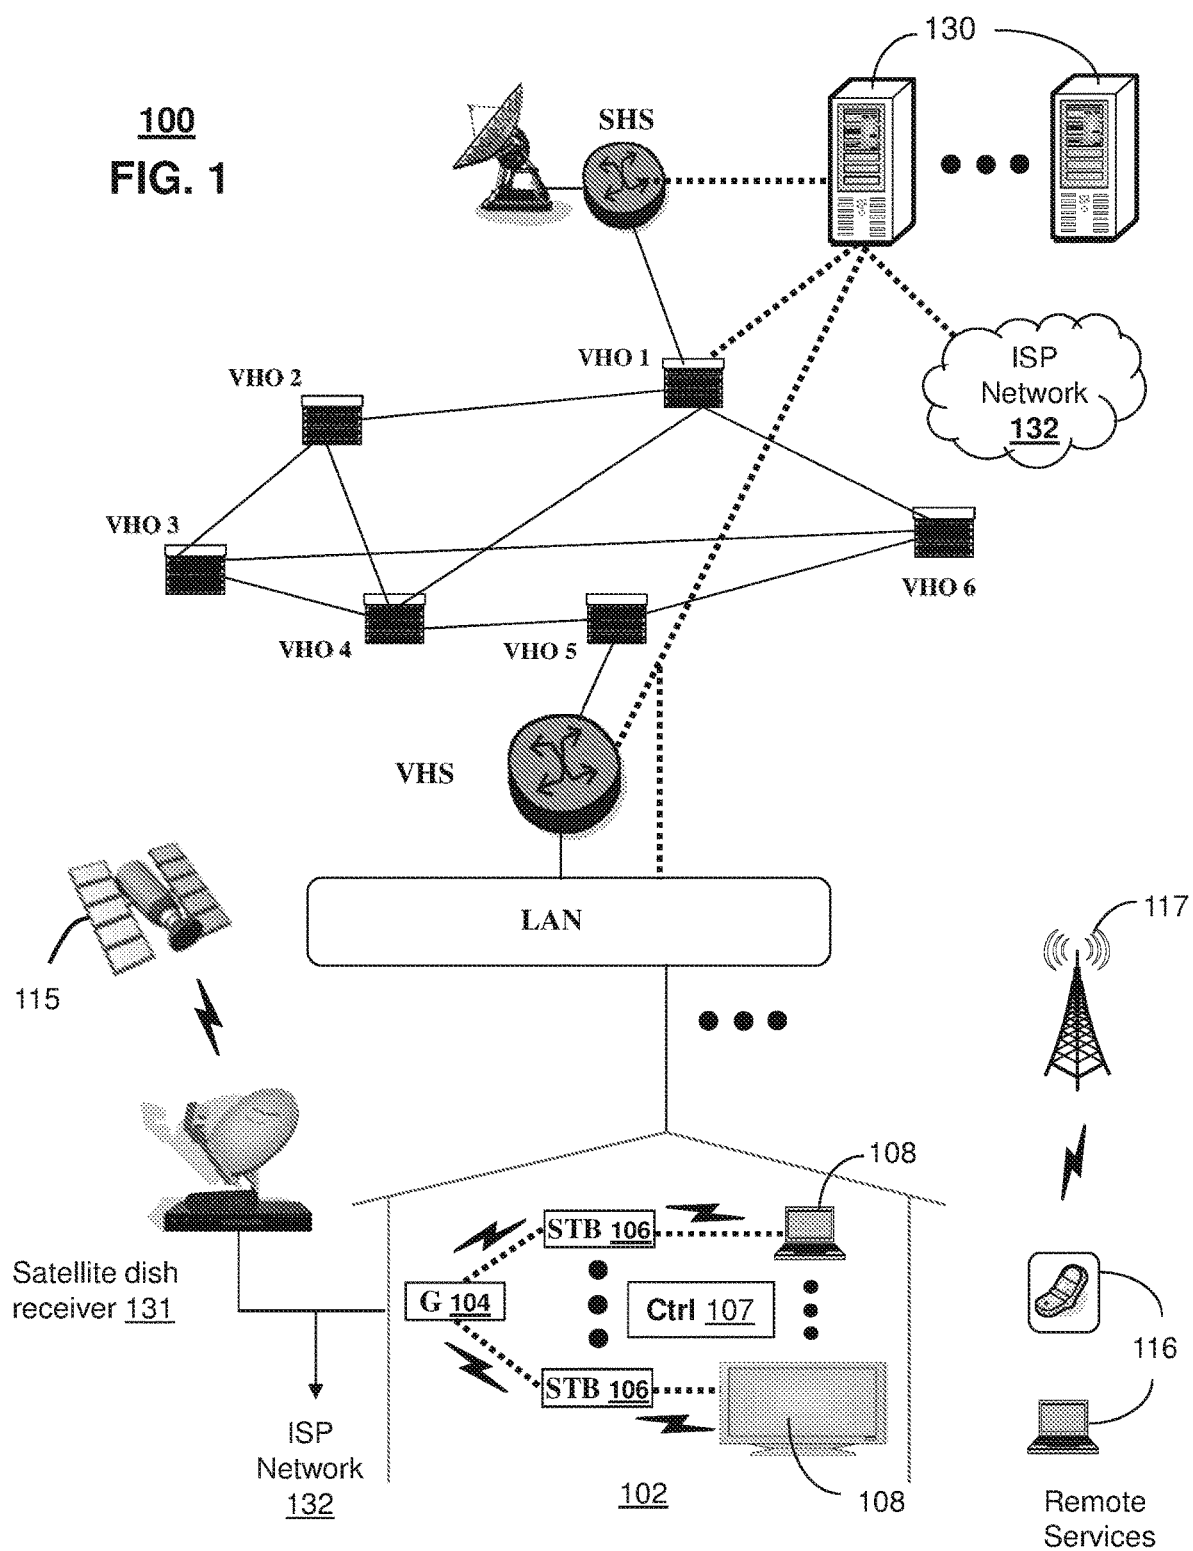 130
100
FIG. 1
SHS
VHO 1
VHO 2
ISP
Network
132
VHO 3
VHO 6
VHO 4
VHO 5
VHS
LAN
117
115
108
STB 106
Satellite dish
receiver 131
G 104
Ctrl 107
116
STB 106
ISP
Network
132
102
108
Remote
Services